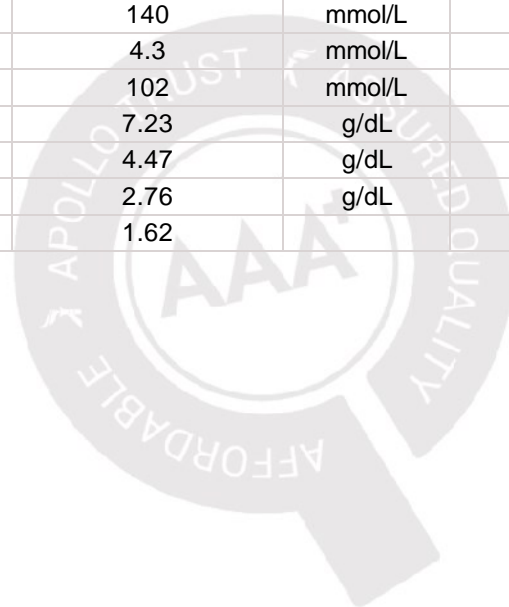 140 mmol/L
4.3 mmol/L
102 mmol/L
7.23 g/dL
4.47 g/dL
2.76 g/dL
1.62
APOLLO TRUST ASSURED QUALITY AFFORDABLE
AAA+